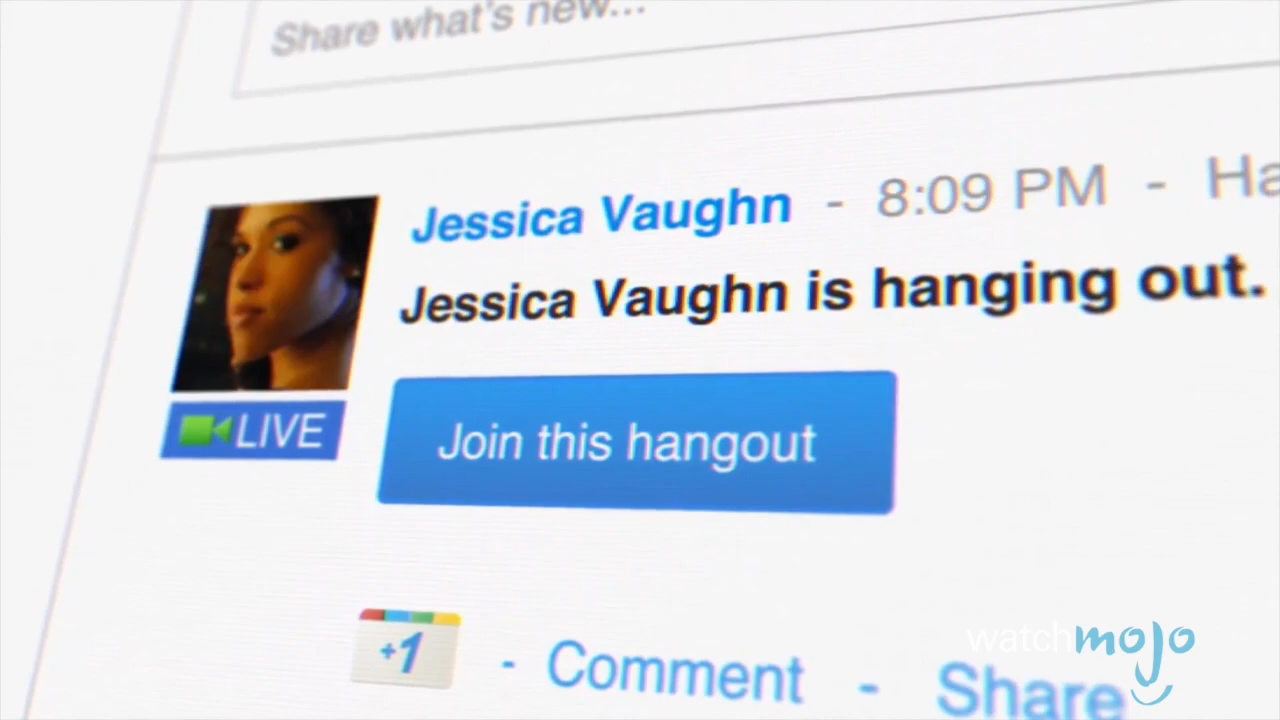 Share what's new...
Jessica Vaughn - 8:09 PM - Ha
Jessica Vaughn is hanging out.
LIVE
Join this hangout
+1 - Comment - Share
watchmojo